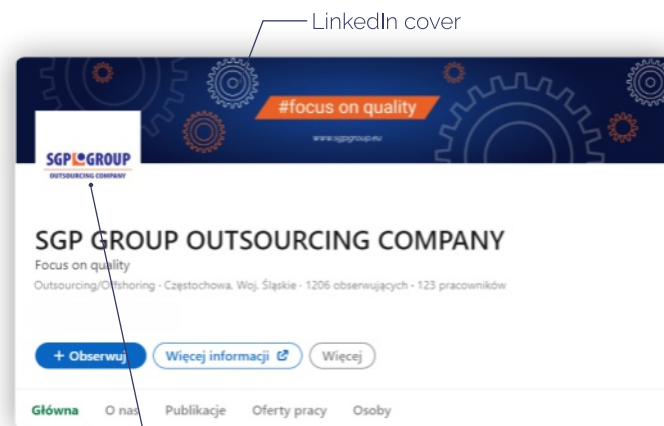 LinkedIn cover
#focus on quality
www.sgpgroup.eu
SGP GROUP
OUTSOURCING COMPANY
SGP GROUP OUTSOURCING COMPANY
Focus on quality
Outsourcing/Offshoring · Częstochowa, Woj. Śląskie · 1206 obserwujących · 123 pracowników
+ Obserwuj Więcej informacji Więcej
Główna O nas Publikacje Oferty pracy Osoby